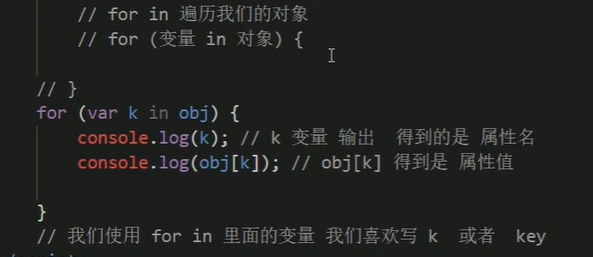 // for in 遍历我们的对象
// for (变量 in 对象) {
// }
for (var k in obj) {
console.log(k); // k 变量 输出 得到的是 属性名
console.log(obj[k]); // obj[k] 得到是 属性值
}
// 我们使用 for in 里面的变量 我们喜欢写 k 或者 key